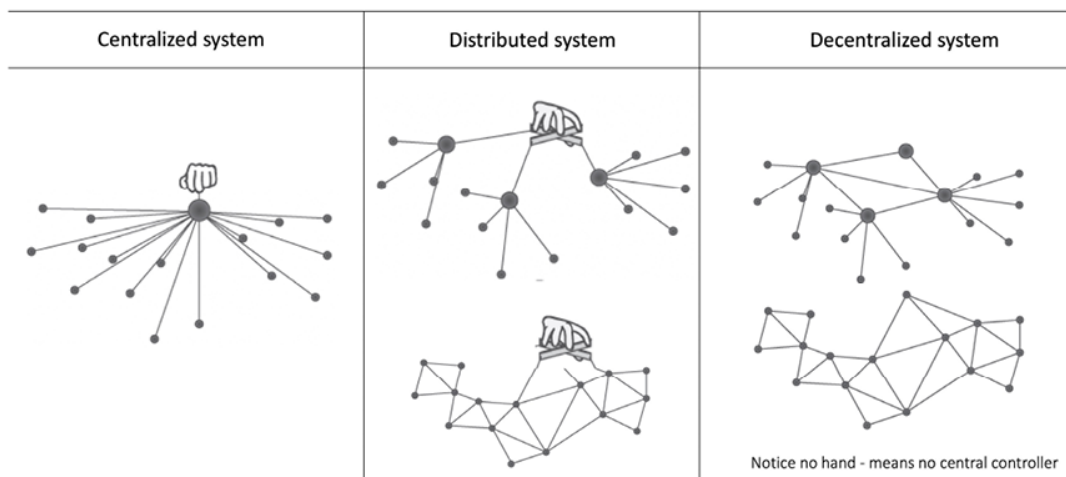 Centralized system
Distributed system
Decentralized system
Notice no hand - means no central controller